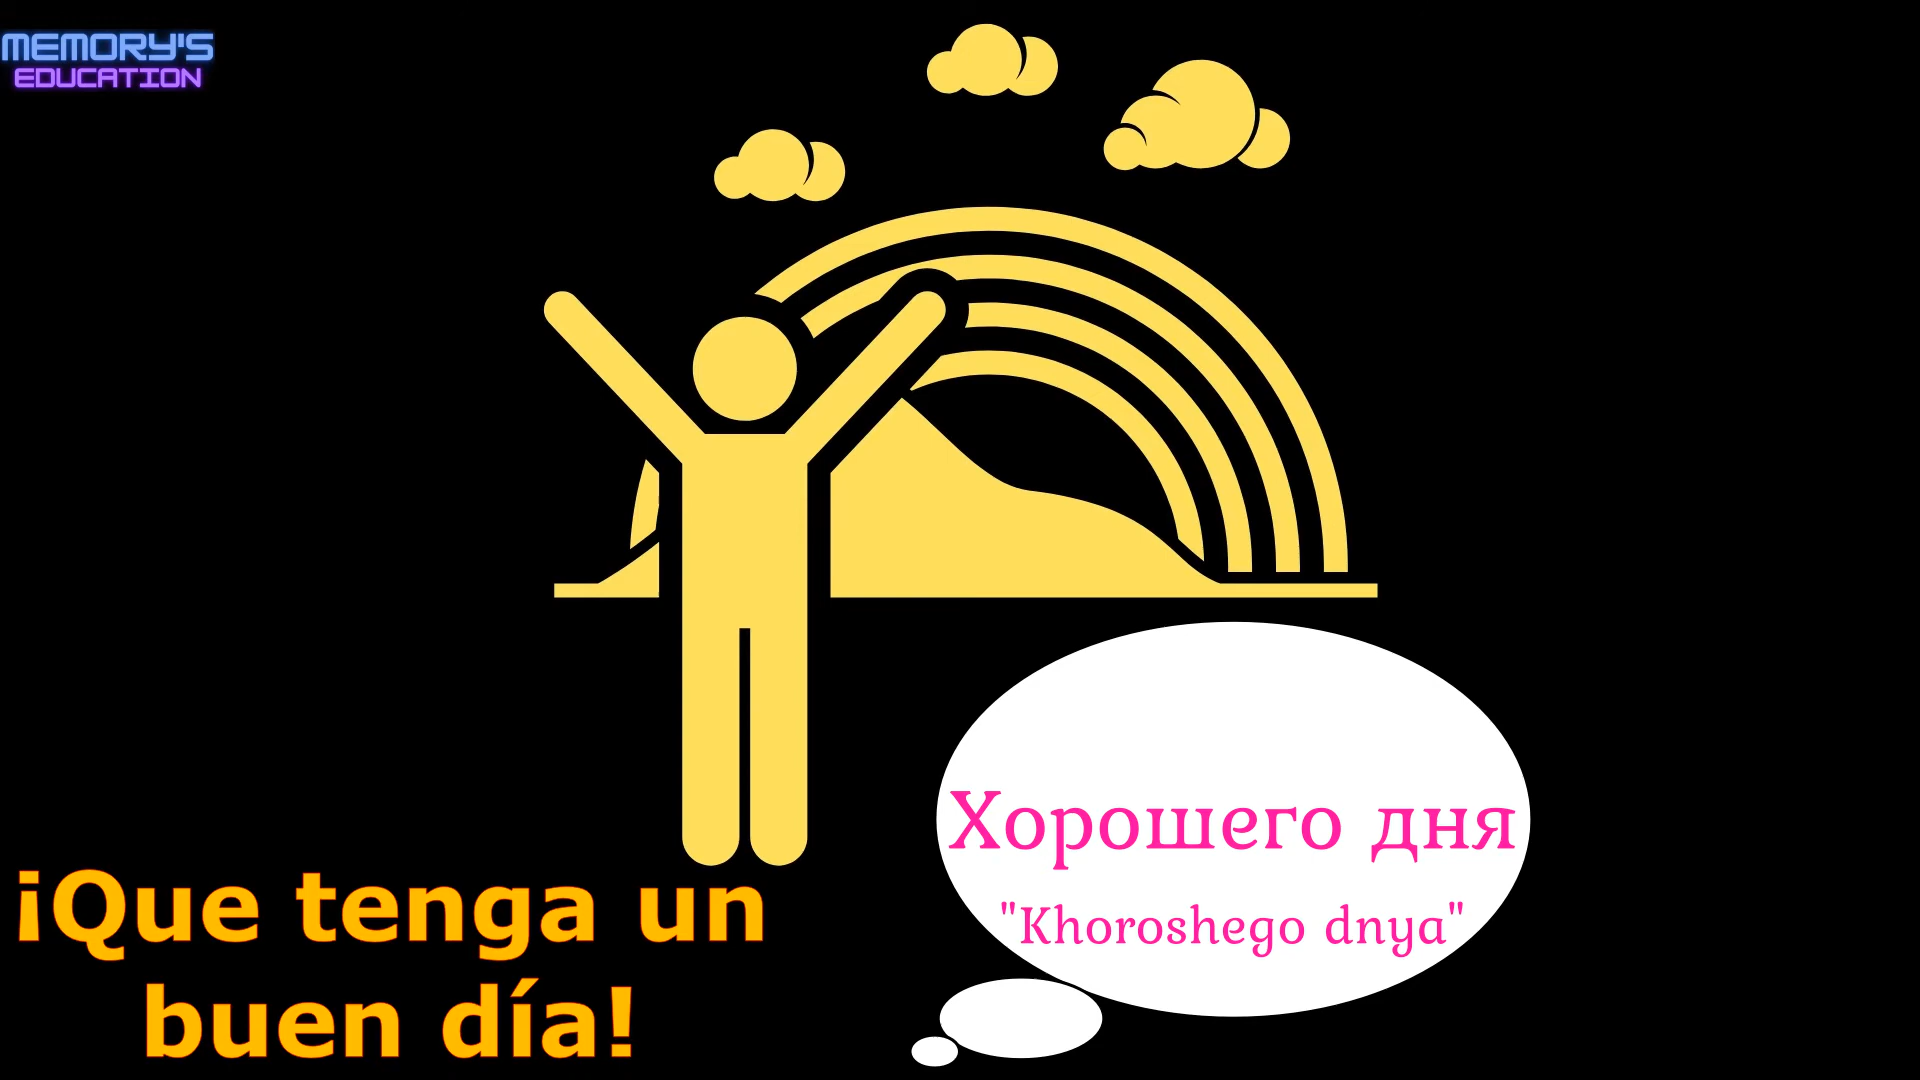 MEMORY'S
EDUCATION
Хорошего дня
"Khoroshego dnya"
¡Que tenga un
buen día!